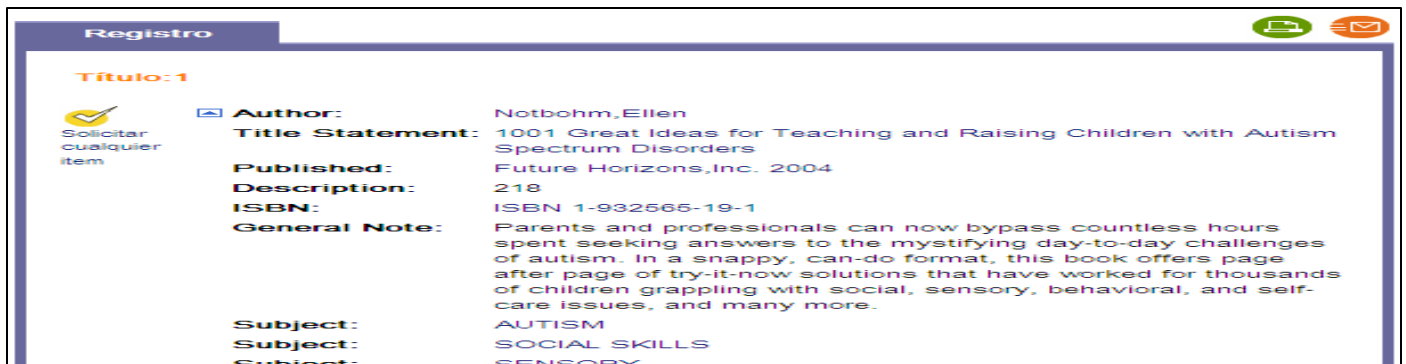 Registro
Título:1
Solicitar
cualquier
item
Author: Notbohm,Ellen
Title Statement: 1001 Great Ideas for Teaching and Raising Children with Autism
Spectrum Disorders
Published: Future Horizons,Inc. 2004
Description: 218
ISBN: ISBN 1-932565-19-1
General Note: Parents and professionals can now bypass countless hours
spent seeking answers to the mystifying day-to-day challenges
of autism. In a snappy, can-do format, this book offers page
after page of try-it-now solutions that have worked for thousands
of children grappling with social, sensory, behavioral, and self-
care issues, and many more.
Subject: AUTISM
Subject: SOCIAL SKILLS
Subject: SENSORY